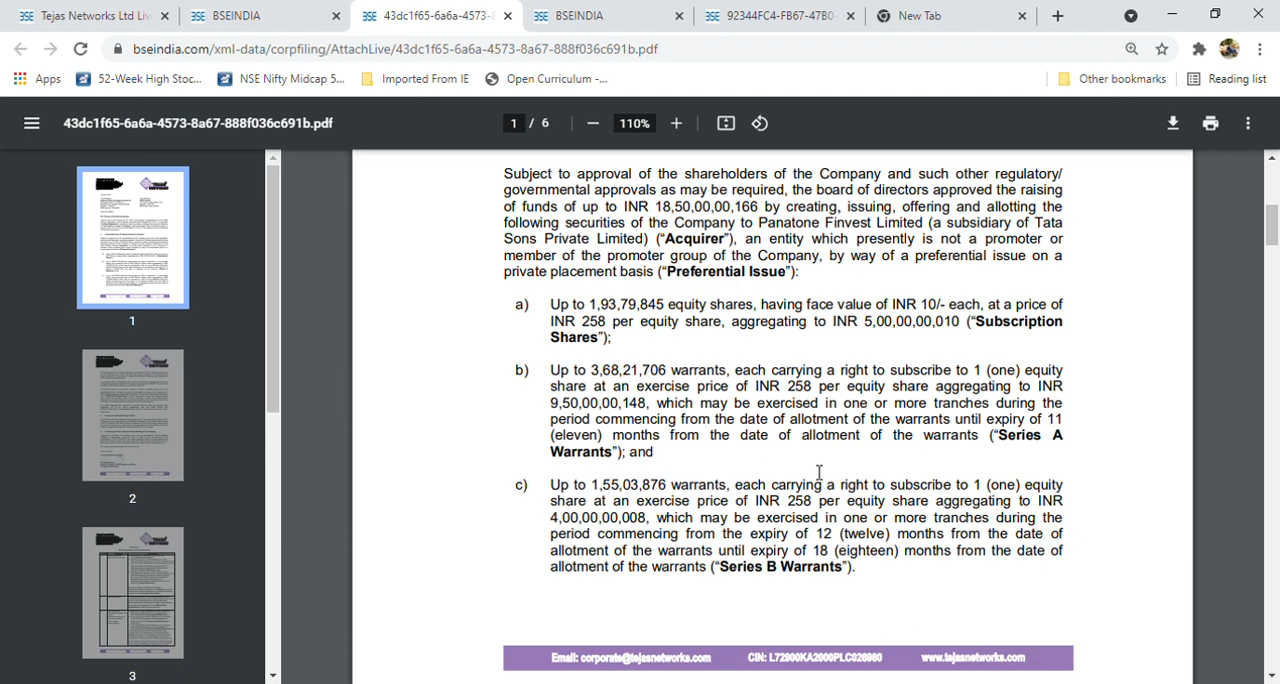 Tejas Networks Ltd Liv
BSEINDIA
43dc1f65-6a6a-4573-
BSEINDIA
92344FC4-FB67-47B0-
New Tab
bseindia.com/xml-data/corpfiling/AttachLive/43dc1f65-6a6a-4573-8a67-888f036c691b.pdf
Apps
52-Week High Stoc...
NSE Nifty Midcap 5...
Imported From IE
Open Curriculum -...
Other bookmarks
Reading list
43dc1f65-6a6a-4573-8a67-888f036c691b.pdf
1 / 6
110%
Subject to approval of the shareholders of the Company and such other regulatory/
governmental approvals as may be required, the board of directors approved the raising
of funds of up to INR 18,50,00,00,166 by creating, issuing, offering and allotting the
following securities of the Company to Panatone Finvest Limited (a subsidiary of Tata
Sons Private Limited) (“Acquirer”), an entity which presently is not a promoter or
member of the promoter group of the Company, by way of a preferential issue on a
private placement basis (“Preferential Issue”):
a) Up to 1,93,79,845 equity shares, having face value of INR 10/- each, at a price of
INR 258 per equity share, aggregating to INR 5,00,00,00,010 (“Subscription
Shares”);
b) Up to 3,68,21,706 warrants, each carrying a right to subscribe to 1 (one) equity
share at an exercise price of INR 258 per equity share aggregating to INR
9,50,00,00,148, which may be exercised in one or more tranches during the
period commencing from the date of allotment of the warrants until expiry of 11
(eleven) months from the date of allotment of the warrants (“Series A
Warrants”); and
c) Up to 1,55,03,876 warrants, each carrying a right to subscribe to 1 (one) equity
share at an exercise price of INR 258 per equity share aggregating to INR
4,00,00,00,008, which may be exercised in one or more tranches during the
period commencing from the expiry of 12 (twelve) months from the date of
allotment of the warrants until expiry of 18 (eighteen) months from the date of
allotment of the warrants (“Series B Warrants”).
Email: corporate@tejasnetworks.com CIN: L72900KA2000PLC026980 www.tejasnetworks.com
1
2
3